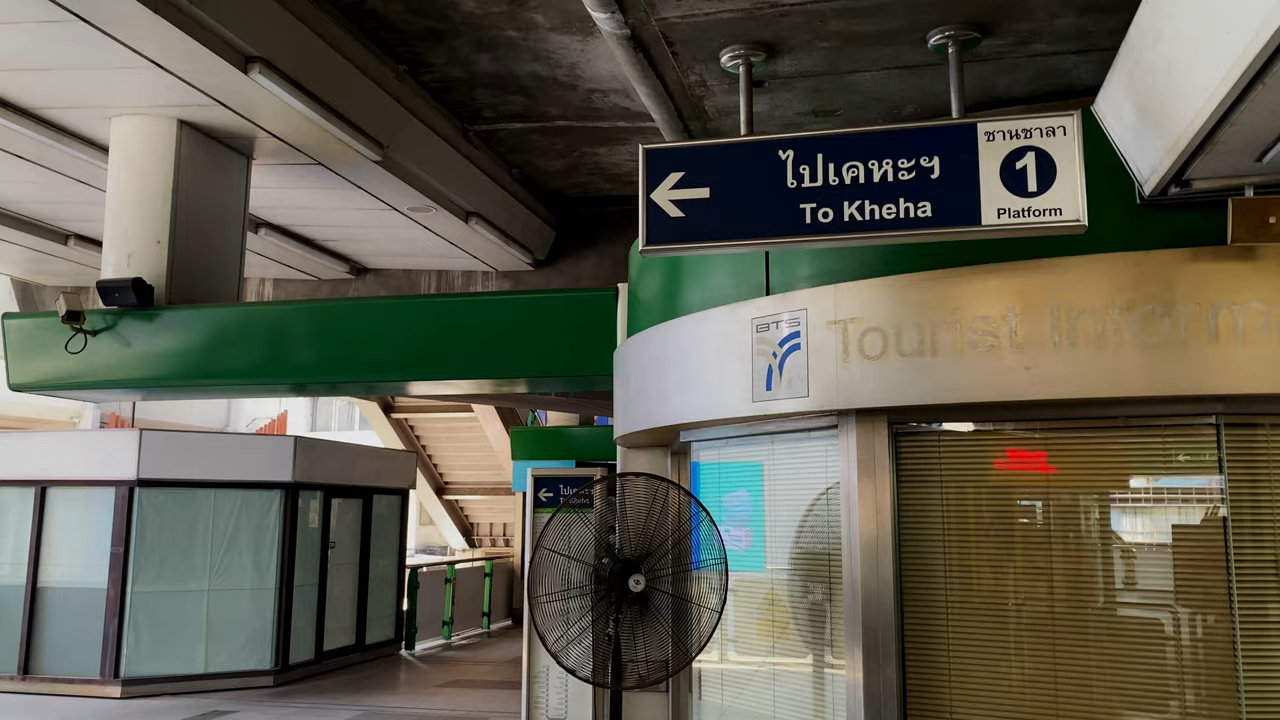 ไปเคหะฯ
To Kheha
ชานชาลา
1
Platform
BTS
Tourist Inform